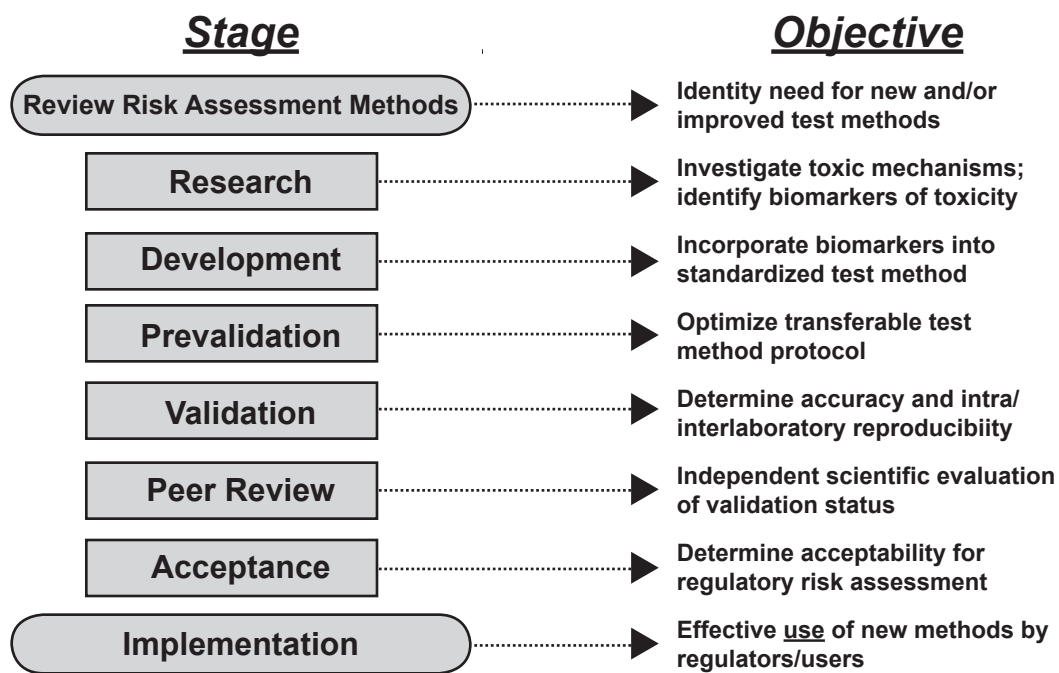 Stage
Objective
Review Risk Assessment Methods
Identity need for new and/or
improved test methods
Research
Investigate toxic mechanisms;
identify biomarkers of toxicity
Development
Incorporate biomarkers into
standardized test method
Prevalidation
Optimize transferable test
method protocol
Validation
Determine accuracy and intra/
interlaboratory reproducibiity
Peer Review
Independent scientific evaluation
of validation status
Acceptance
Determine acceptability for
regulatory risk assessment
Implementation
Effective use of new methods by
regulators/users